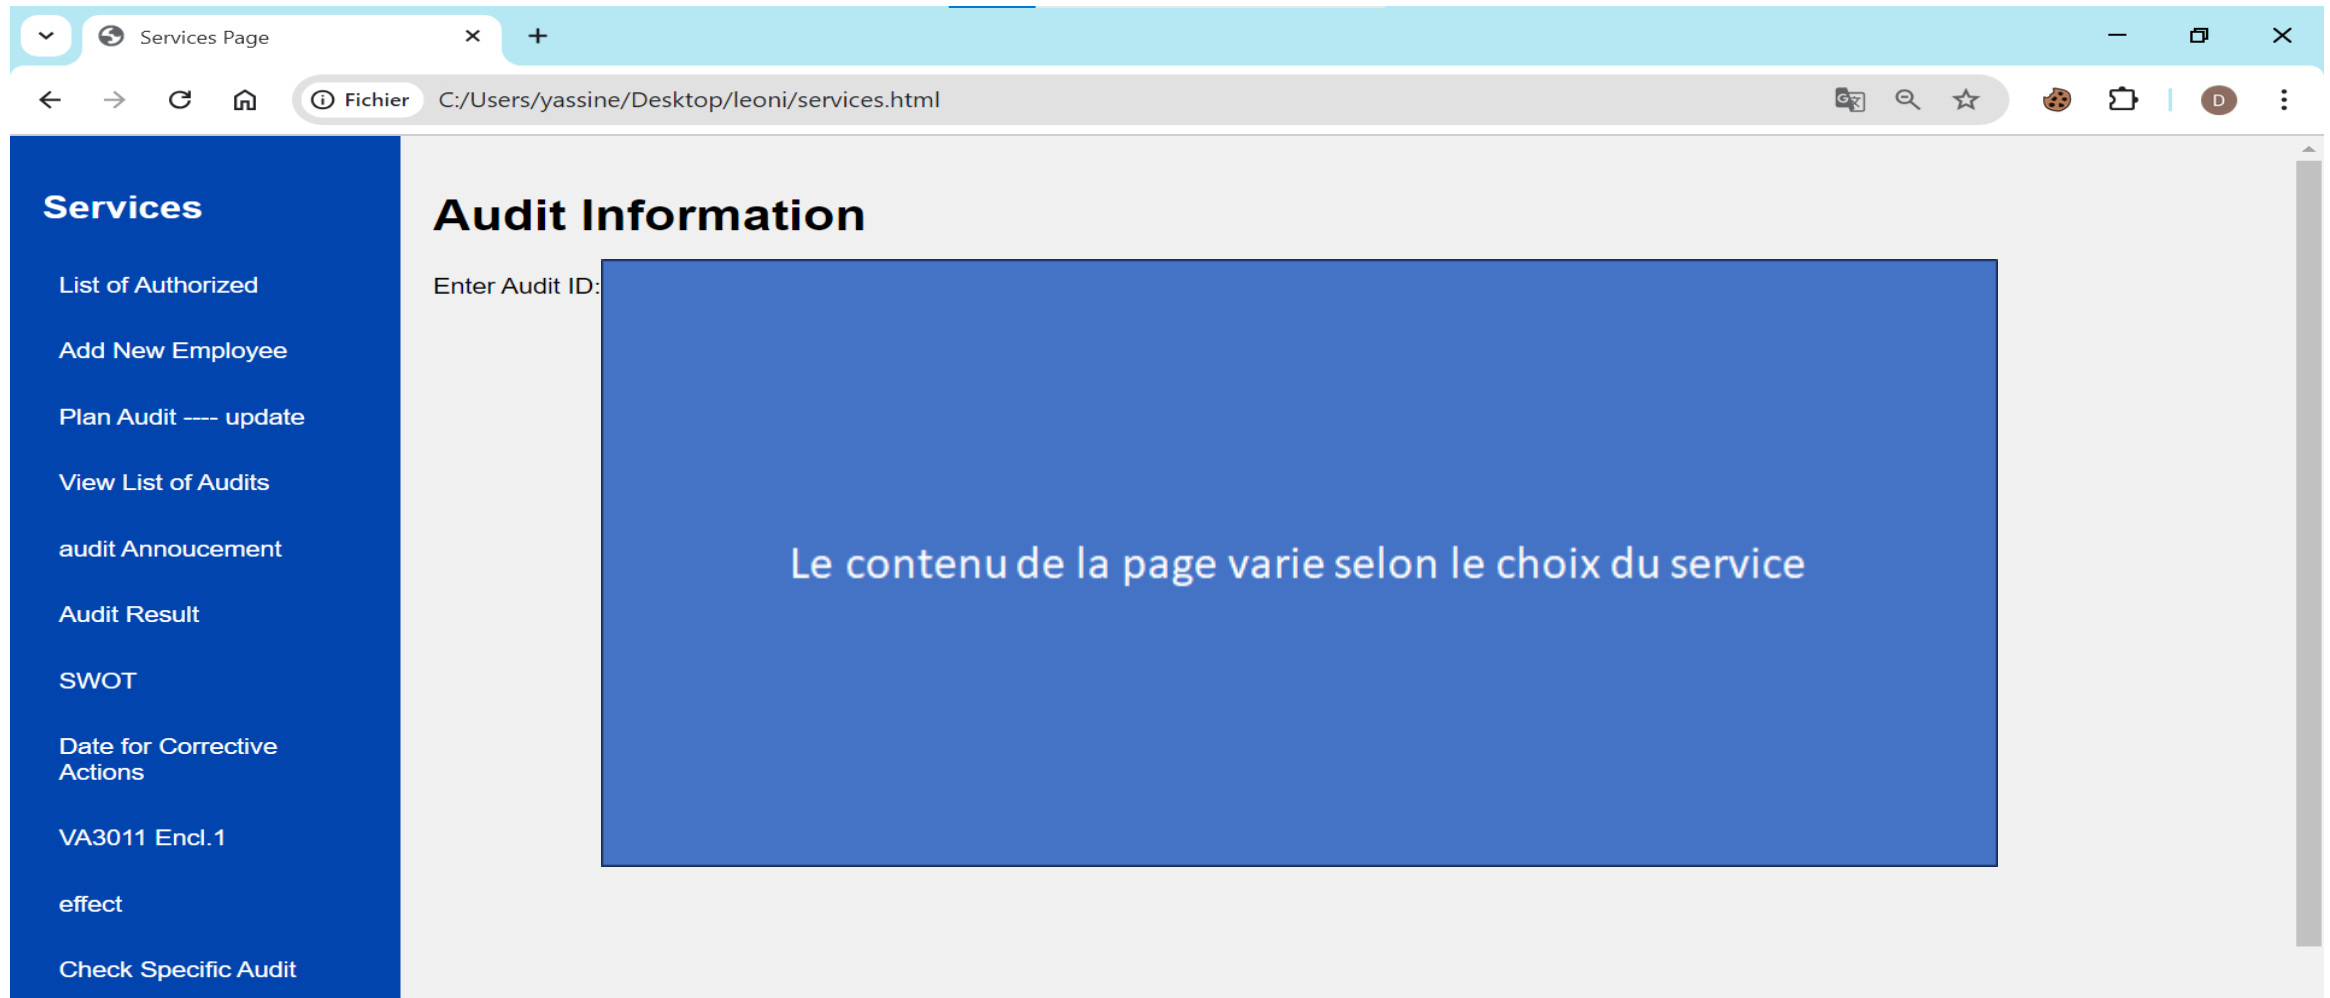 Services Page
Fichier C:/Users/yassine/Desktop/leoni/services.html
D
Services
List of Authorized
Add New Employee
Plan Audit ---- update
View List of Audits
audit Annoucement
Audit Result
SWOT
Date for Corrective
Actions
VA3011 Encl.1
effect
Check Specific Audit
Audit Information
Enter Audit ID:
Le contenu de la page varie selon le choix du service